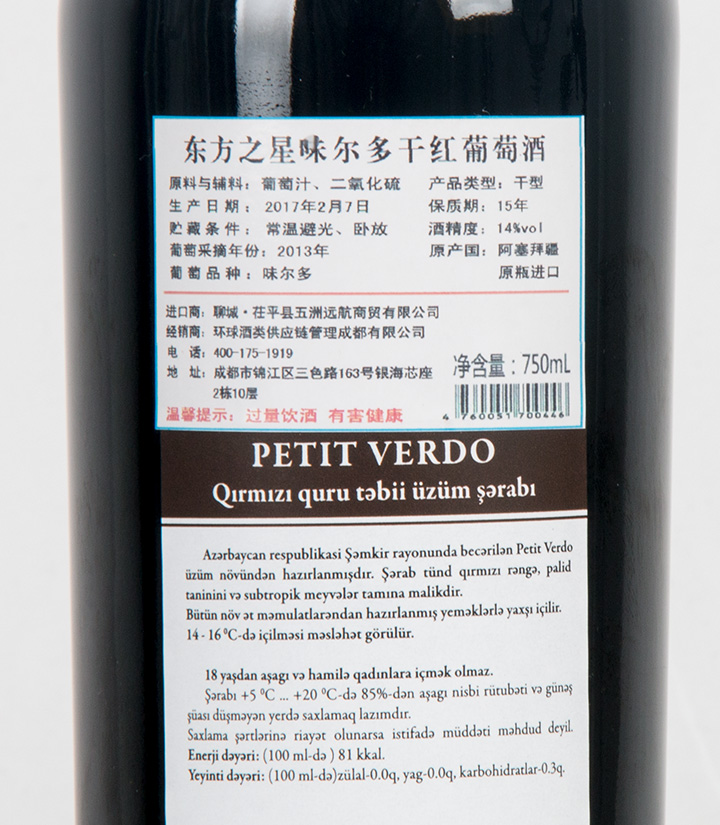 东方之星味尔多干红葡萄酒
原料与辅料：葡萄汁、二氧化硫 产品类型：干型
生产日期：2017年2月7日 保质期：15年
贮藏条件：常温避光、卧放 酒精度：14%vol
葡萄采摘年份：2013年 原产国：阿塞拜疆
葡萄品种：味尔多 原瓶进口
进口商：聊城·茌平县五洲远航商贸有限公司
经销商：环球酒类供应链管理成都有限公司
电 话：400-175-1919
地 址：成都市锦江区三色路163号银海芯座
2栋10层
净含量：750mL
4 760051 700446
温馨提示：过量饮酒 有害健康
PETIT VERDO
Qırmızı quru təbii üzüm şərabı
Azərbaycan respublikasi Şəmkir rayonunda becərilən Petit Verdo
üzüm növündən hazırlanmışdır. Şərab tünd qırmızı rəngə, palid
taninini və subtropik meyvələr tamına malikdir.
Bütün növ ət məmulatlarəndan hazırlanmış yeməklərlə yaxşı içilir.
14 - 16 ⁰C-də içilməsi məsləhət görülür.
18 yaşdan aşagı və hamilə qadınlara içmək olmaz.
Şərabı +5 ⁰C ... +20 ⁰C-də 85%-dən aşagı nisbi rütubəti və günəş
şüası düşməyən yerdə saxlamaq lazımdır.
Saxlama şərtlərinə riayət olunarsa istifadə müddəti məhdud deyil.
Enerji dəyəri: (100 ml-də ) 81 kkal.
Yeyinti dəyəri: (100 ml-də)zülal-0.0q, yag-0.0q, karbohidratlar-0.3q.